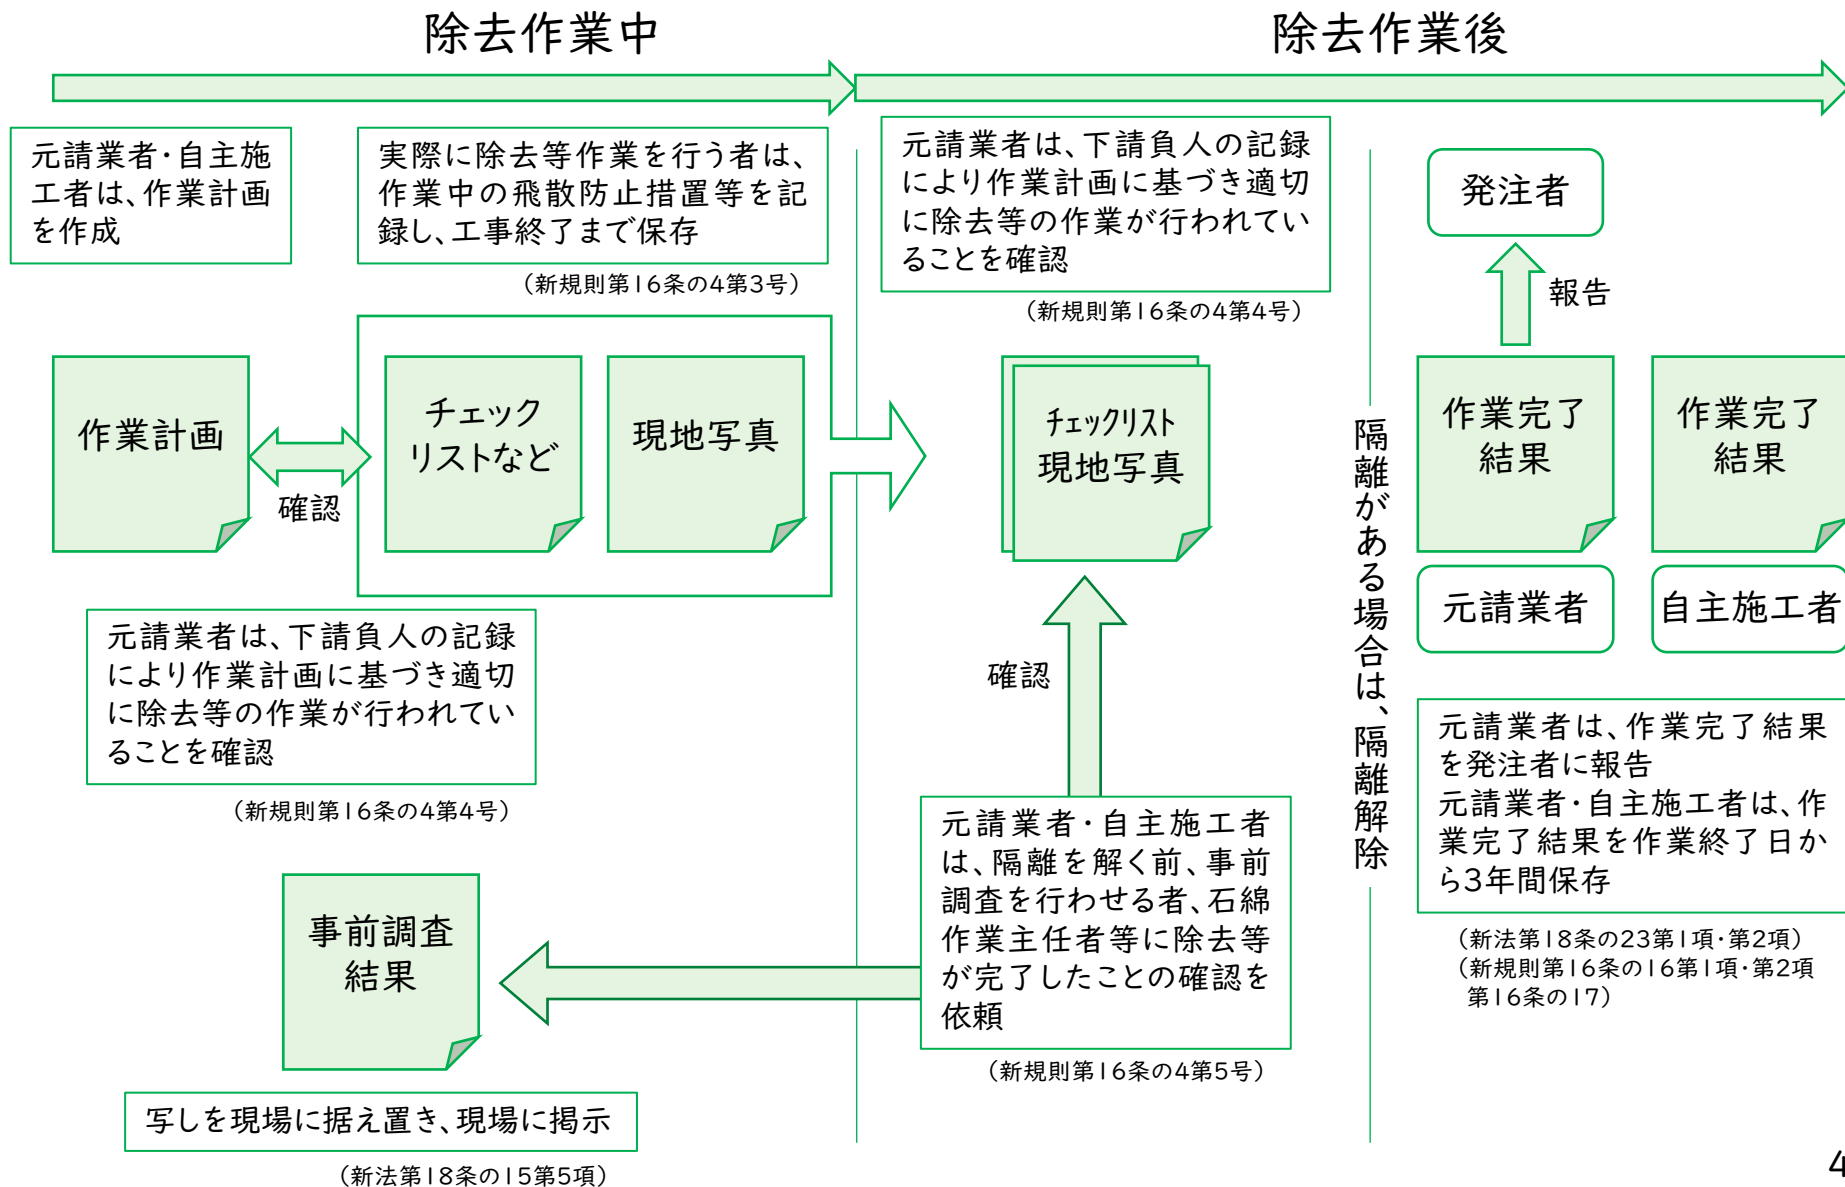 除去作業中
除去作業後
元請業者・自主施
工者は、作業計画
を作成
実際に除去等作業を行う者は、
作業中の飛散防止措置等を記
録し、工事終了まで保存
(新規則第16条の4第3号)
元請業者は、下請負人の記録
により作業計画に基づき適切
に除去等の作業が行われてい
ることを確認
(新規則第16条の4第4号)
発注者
報告
作業計画
確認
チェック
リストなど
現地写真
チェックリスト
現地写真
隔離がある場合は、隔離解除
作業完了
結果
作業完了
結果
元請業者
自主施工者
元請業者は、下請負人の記録
により作業計画に基づき適切
に除去等の作業が行われてい
ることを確認
(新規則第16条の4第4号)
確認
元請業者・自主施工者
は、隔離を解く前、事前
調査を行わせる者、石綿
作業主任者等に除去等
が完了したことの確認を
依頼
(新規則第16条の4第5号)
元請業者は、作業完了結果
を発注者に報告
元請業者・自主施工者は、作
業完了結果を作業終了日か
ら3年間保存
(新法第18条の23第1項・第2項)
(新規則第16条の16第1項・第2項
第16条の17)
事前調査
結果
写しを現場に据え置き、現場に掲示
(新法第18条の15第5項)
4